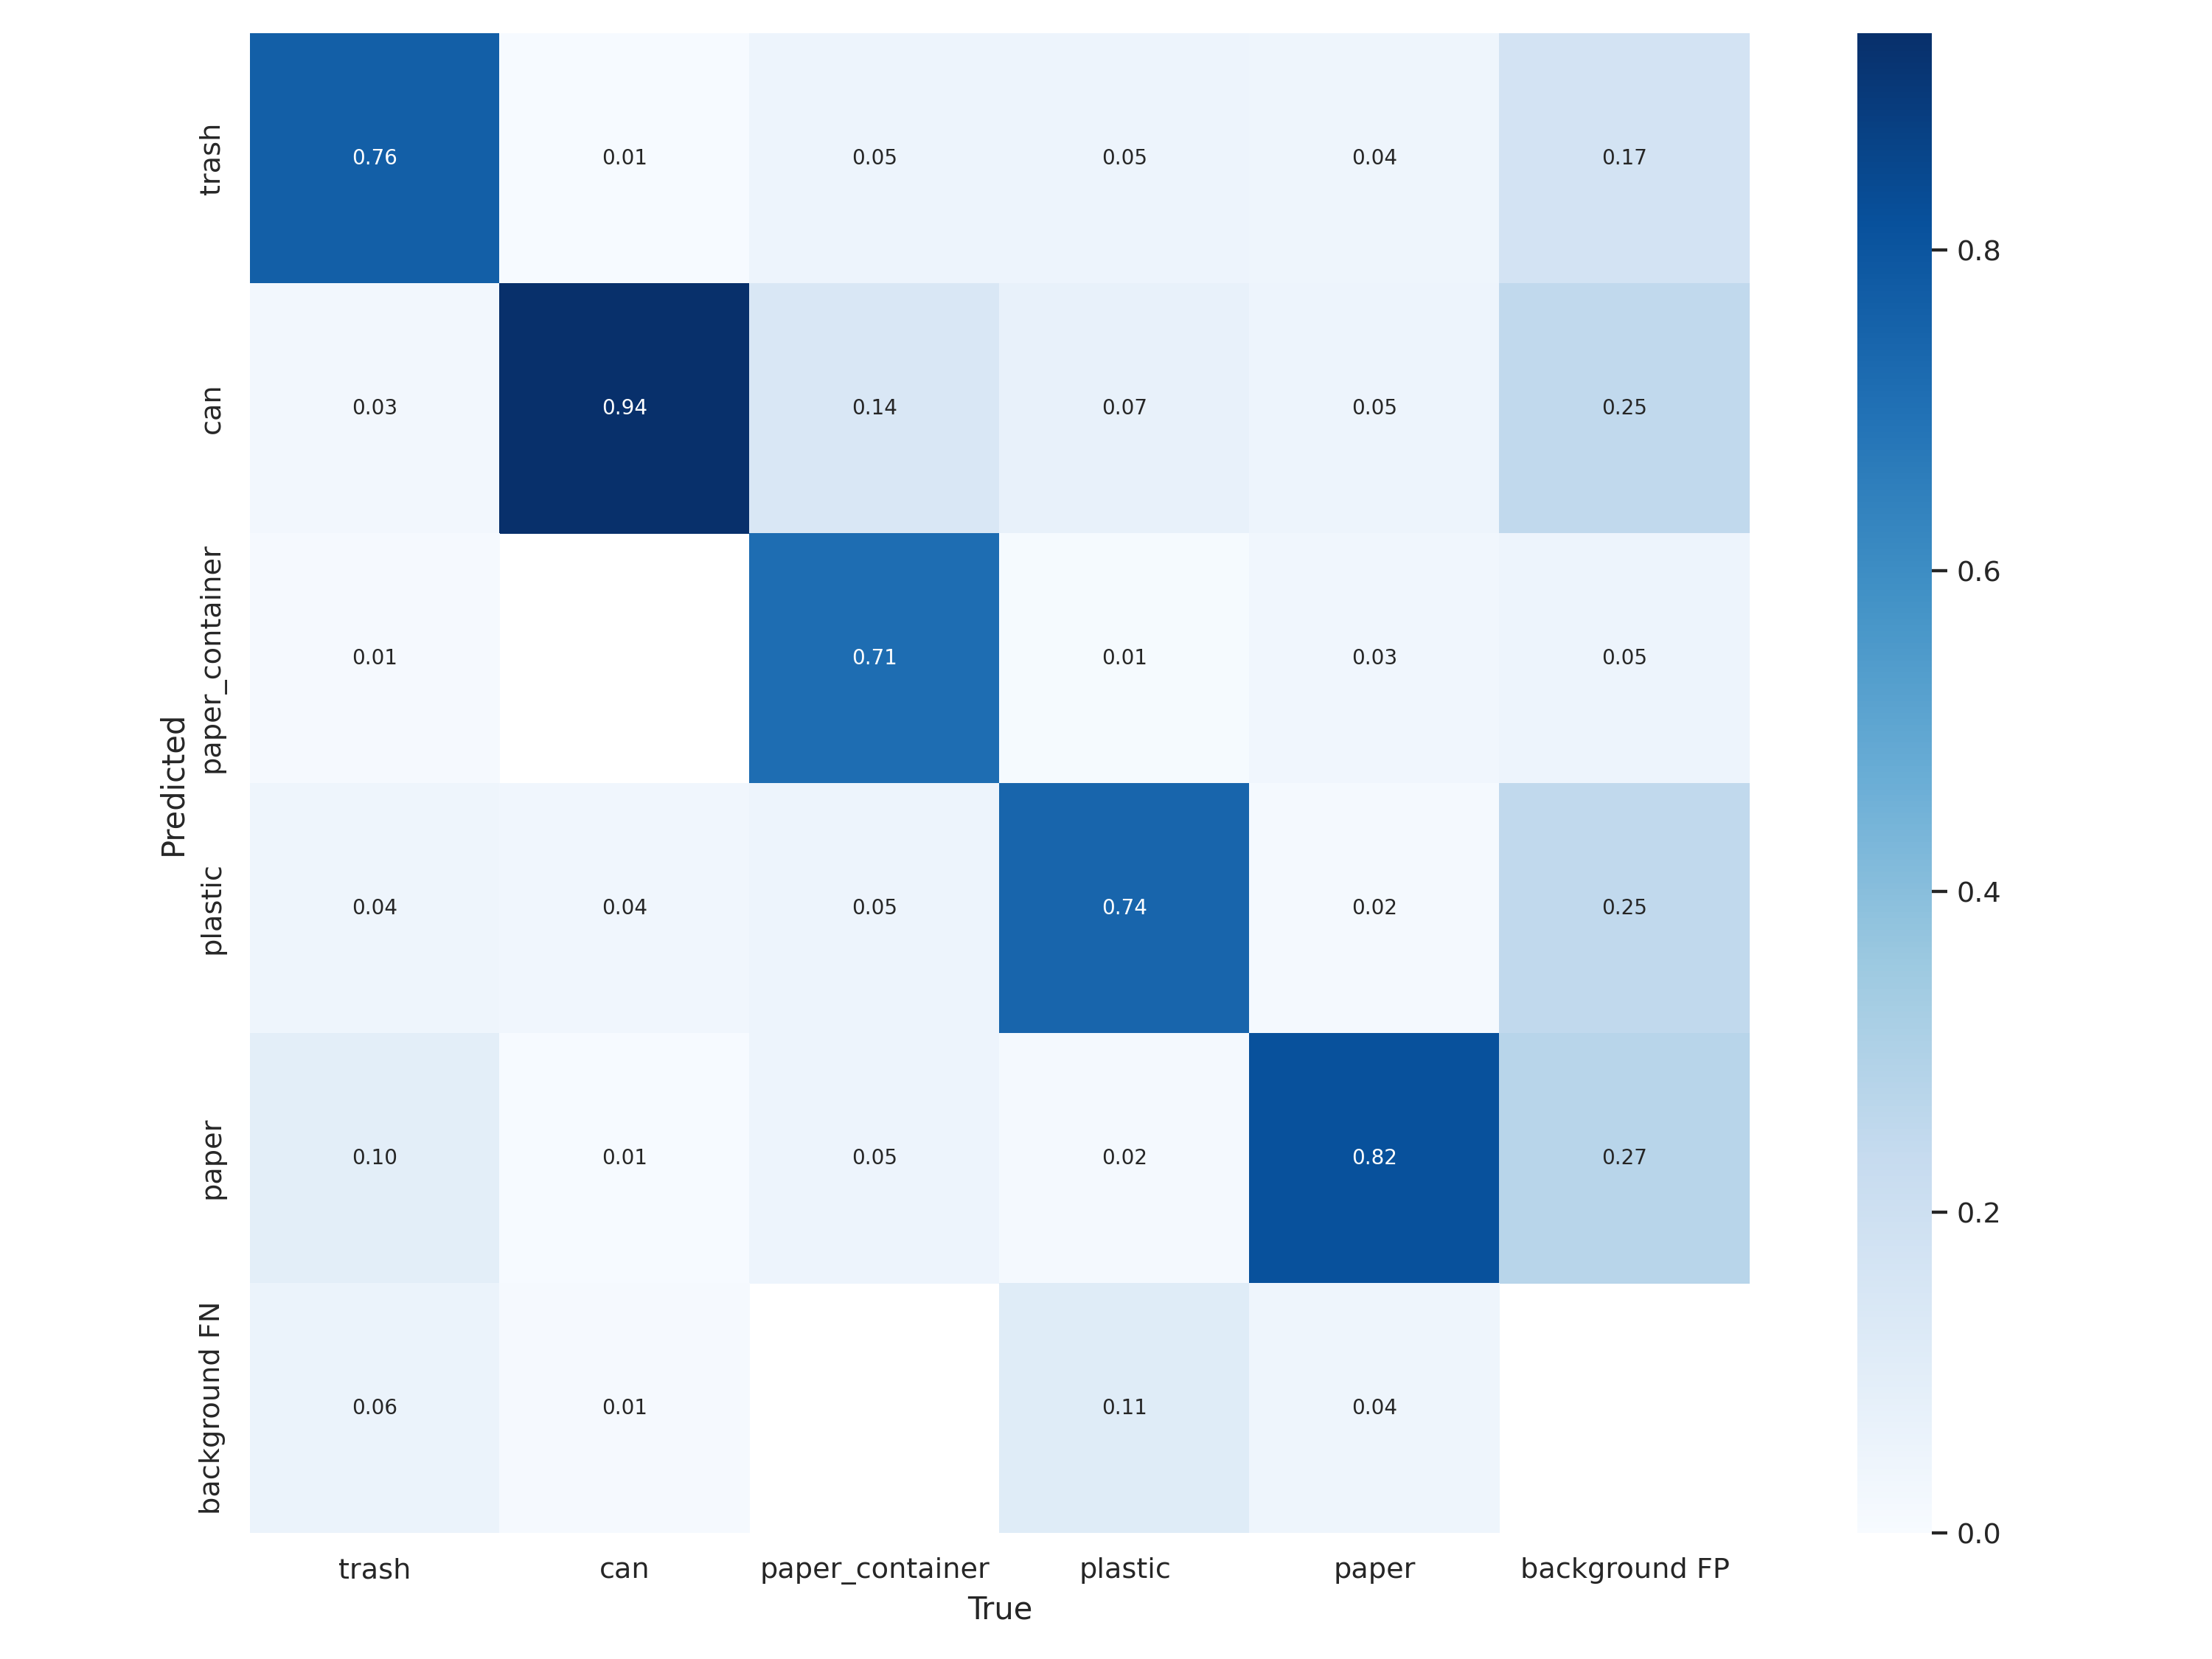 trash
0.76 0.01 0.05 0.05 0.04 0.17
can
0.03 0.94 0.14 0.07 0.05 0.25
paper_container
0.01 0.71 0.01 0.03 0.05
plastic
0.04 0.04 0.05 0.74 0.02 0.25
paper
0.10 0.01 0.05 0.02 0.82 0.27
background FN
0.06 0.01 0.11 0.04
Predicted
trash can paper_container plastic paper background FP
True
0.8
0.6
0.4
0.2
0.0